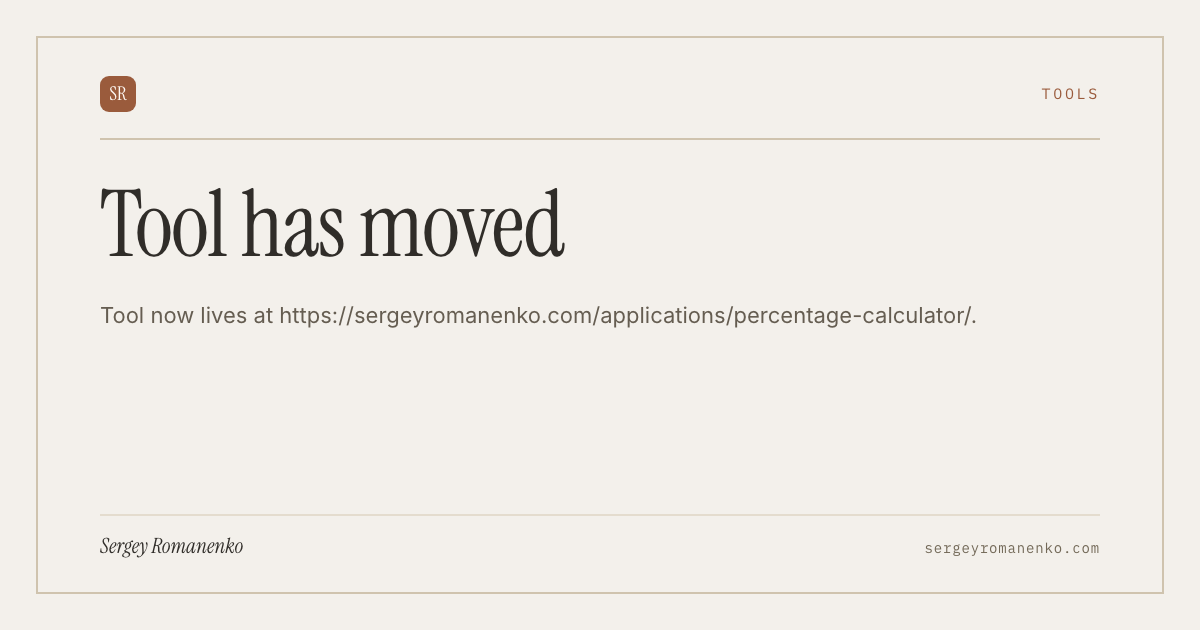 SR
TOOLS
Tool has moved
Tool now lives at https://sergeyromanenko.com/applications/percentage-calculator/.
Sergey Romanenko
sergeyromanenko.com